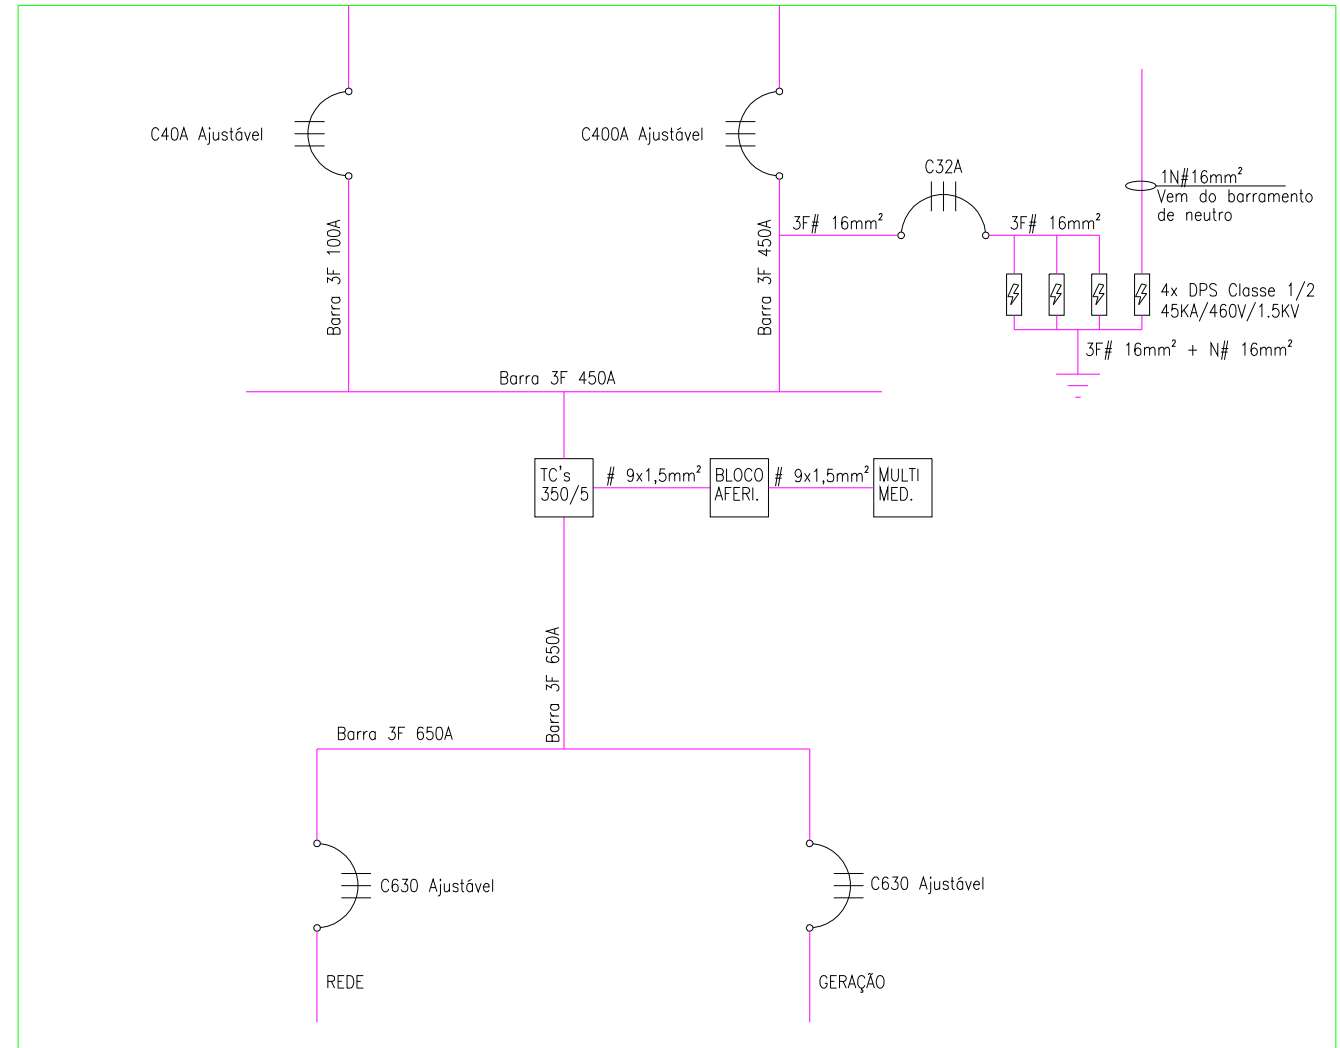 C40A Ajustável
C400A Ajustável
C32A
1N#16mm²
Vem do barramento
de neutro
3F# 16mm²
3F# 16mm²
Barra 3F 100A
Barra 3F 450A
4x DPS Classe 1/2
45KA/460V/1.5KV
3F# 16mm² + N# 16mm²
Barra 3F 450A
TC's
350/5
# 9x1,5mm²
BLOCO
AFERI.
# 9x1,5mm²
MULTI
MED.
Barra 3F 650A
Barra 3F 650A
C630 Ajustável
C630 Ajustável
REDE
GERAÇÃO